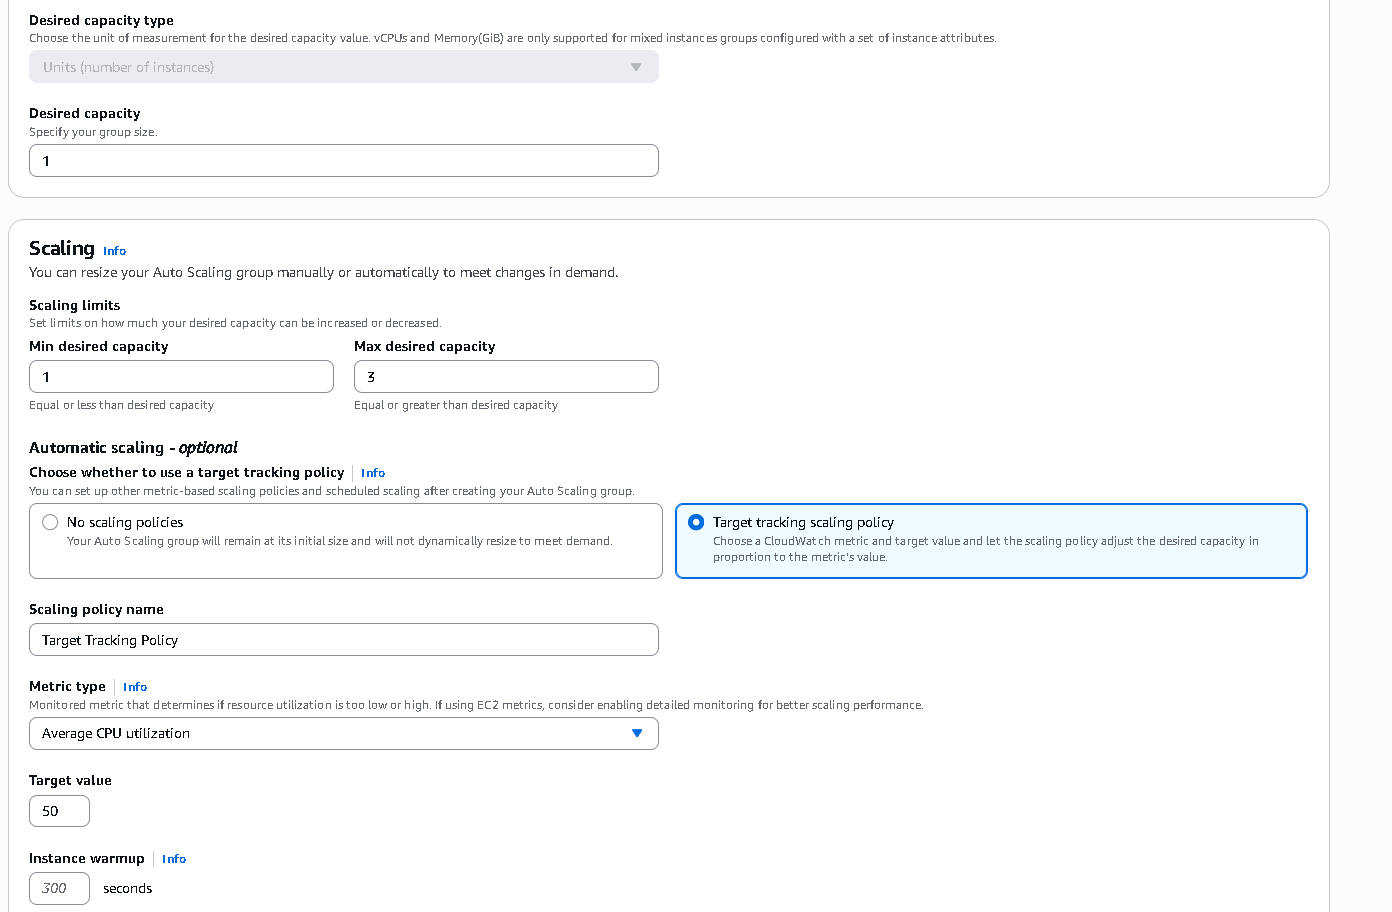 Desired capacity type
Choose the unit of measurement for the desired capacity value. vCPUs and Memory(GiB) are only supported for mixed instances groups configured with a set of instance attributes.
Units (number of instances)
Desired capacity
Specify your group size.
1
Scaling Info
You can resize your Auto Scaling group manually or automatically to meet changes in demand.
Scaling limits
Set limits on how much your desired capacity can be increased or decreased.
Min desired capacity Max desired capacity
1 3
Equal or less than desired capacity Equal or greater than desired capacity
Automatic scaling - optional
Choose whether to use a target tracking policy Info
You can set up other metric-based scaling policies and scheduled scaling after creating your Auto Scaling group.
No scaling policies
Your Auto Scaling group will remain at its initial size and will not dynamically resize to meet demand.
Target tracking scaling policy
Choose a CloudWatch metric and target value and let the scaling policy adjust the desired capacity in
proportion to the metric's value.
Scaling policy name
Target Tracking Policy
Metric type Info
Monitored metric that determines if resource utilization is too low or high. If using EC2 metrics, consider enabling detailed monitoring for better scaling performance.
Average CPU utilization
Target value
50
Instance warmup Info
300 seconds